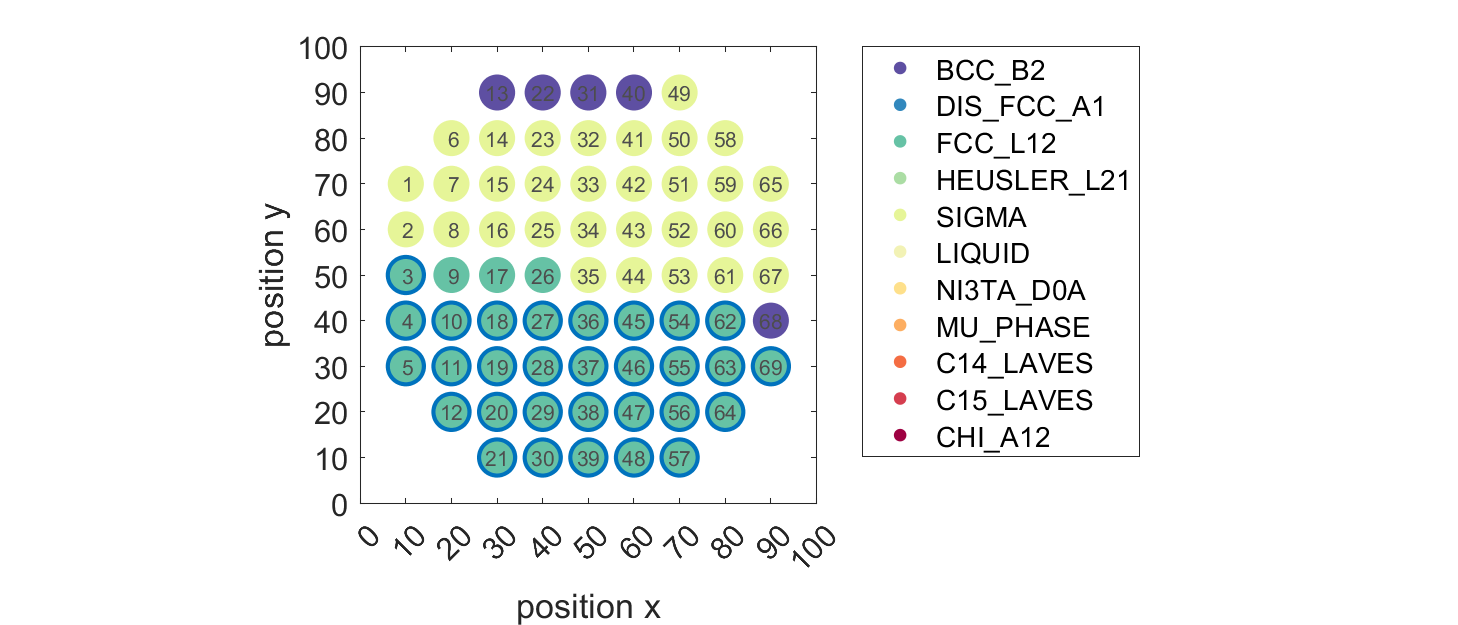 100
90
80
70
60
50
40
30
20
10
0
position y
13 22 31 40 49
6 14 23 32 41 50 58
1 7 15 24 33 42 51 59 65
2 8 16 25 34 43 52 60 66
3 9 17 26 35 44 53 61 67
4 10 18 27 36 45 54 62 68
5 11 19 28 37 46 55 63 69
12 20 29 38 47 56 64
21 30 39 48 57
0 10 20 30 40 50 60 70 80 90 100
position x
BCC_B2
DIS_FCC_A1
FCC_L12
HEUSLER_L21
SIGMA
LIQUID
NI3TA_D0A
MU_PHASE
C14_LAVES
C15_LAVES
CHI_A12